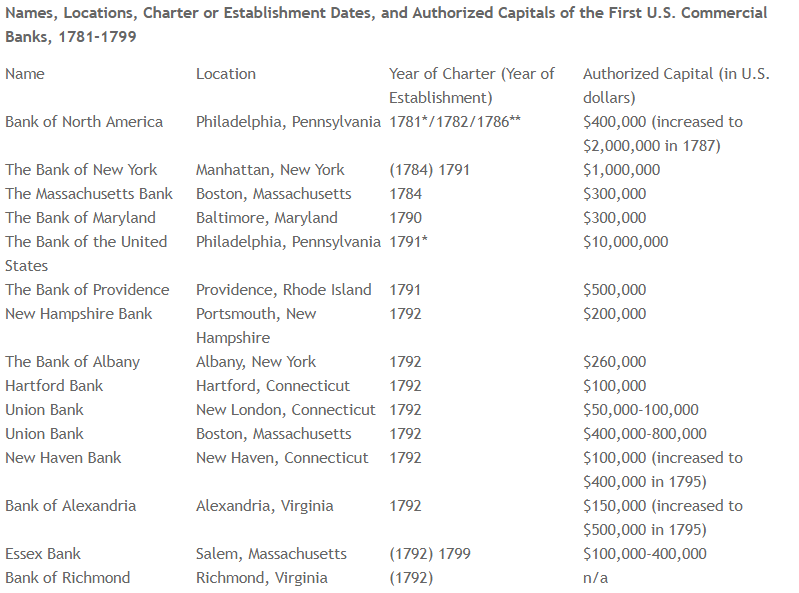 Names, Locations, Charter or Establishment Dates, and Authorized Capitals of the First U.S. Commercial
Banks, 1781-1799
Name Location Year of Charter (Year of Authorized Capital (in U.S.
Establishment) dollars)
Bank of North America Philadelphia, Pennsylvania 1781*/1782/1786** $400,000 (increased to
$2,000,000 in 1787)
The Bank of New York Manhattan, New York (1784) 1791 $1,000,000
The Massachusetts Bank Boston, Massachusetts 1784 $300,000
The Bank of Maryland Baltimore, Maryland 1790 $300,000
The Bank of the United Philadelphia, Pennsylvania 1791* $10,000,000
States
The Bank of Providence Providence, Rhode Island 1791 $500,000
New Hampshire Bank Portsmouth, New 1792 $200,000
Hampshire
The Bank of Albany Albany, New York 1792 $260,000
Hartford Bank Hartford, Connecticut 1792 $100,000
Union Bank New London, Connecticut 1792 $50,000-100,000
Union Bank Boston, Massachusetts 1792 $400,000-800,000
New Haven Bank New Haven, Connecticut 1792 $100,000 (increased to
$400,000 in 1795)
Bank of Alexandria Alexandria, Virginia 1792 $150,000 (increased to
$500,000 in 1795)
Essex Bank Salem, Massachusetts (1792) 1799 $100,000-400,000
Bank of Richmond Richmond, Virginia (1792) n/a